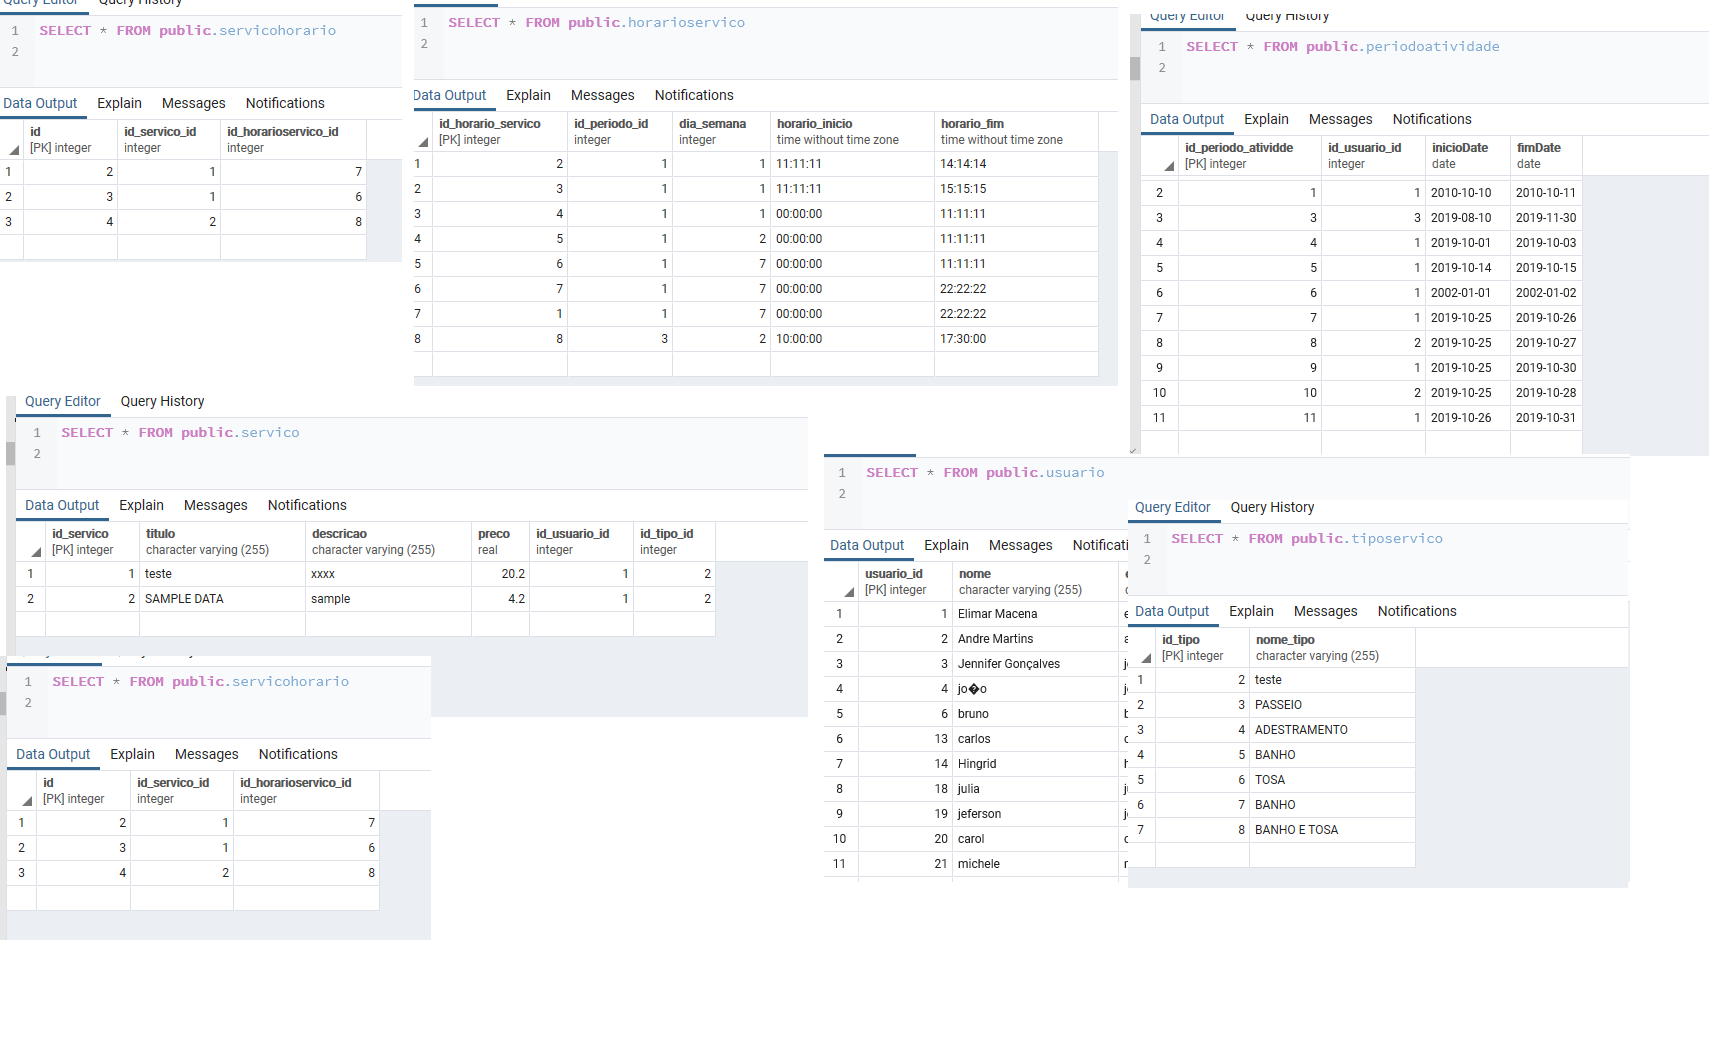 Query Editor Query History
1 SELECT * FROM public.servicohorario
2
Data Output Explain Messages Notifications
id id_servico_id id_horarioservico_id
[PK] integer integer integer
1 2 1 7
2 3 1 6
3 4 2 8
1 SELECT * FROM public.horarioservico
2
Data Output Explain Messages Notifications
id_horario_servico id_periodo_id dia_semana horario_inicio horario_fim
[PK] integer integer integer time without time zone time without time zone
1 2 1 1 11:11:11 14:14:14
2 3 1 1 11:11:11 15:15:15
3 4 1 1 00:00:00 11:11:11
4 5 1 2 00:00:00 11:11:11
5 6 1 7 00:00:00 11:11:11
6 7 1 7 00:00:00 22:22:22
7 1 1 7 00:00:00 22:22:22
8 8 3 2 10:00:00 17:30:00
Query Editor Query History
1 SELECT * FROM public.periodoatividade
2
Data Output Explain Messages Notifications
id_periodo_atividde id_usuario_id inicioDate fimDate
[PK] integer integer date date
2 1 1 2010-10-10 2010-10-11
3 3 3 2019-08-10 2019-11-30
4 4 1 2019-10-01 2019-10-03
5 5 1 2019-10-14 2019-10-15
6 6 1 2002-01-01 2002-01-02
7 7 1 2019-10-25 2019-10-26
8 8 2 2019-10-25 2019-10-27
9 9 1 2019-10-25 2019-10-30
10 10 2 2019-10-25 2019-10-28
11 11 1 2019-10-26 2019-10-31
Query Editor Query History
1 SELECT * FROM public.servico
2
Data Output Explain Messages Notifications
id_servico titulo descricao preco id_usuario_id id_tipo_id
[PK] integer character varying (255) character varying (255) real integer integer
1 1 teste xxxx 20.2 1 2
2 2 SAMPLE DATA sample 4.2 1 2
1 SELECT * FROM public.servicohorario
2
Data Output Explain Messages Notifications
id id_servico_id id_horarioservico_id
[PK] integer integer integer
1 2 1 7
2 3 1 6
3 4 2 8
1 SELECT * FROM public.usuario
2
Data Output Explain Messages Notificati
usuario_id nome
[PK] integer character varying (255)
1 1 Elimar Macena
2 2 Andre Martins
3 3 Jennifer Gonçalves
4 4 jo�o
5 6 bruno
6 13 carlos
7 14 Hingrid
8 18 julia
9 19 jeferson
10 20 carol
11 21 michele
Query Editor Query History
1 SELECT * FROM public.tiposervico
2
Data Output Explain Messages Notifications
id_tipo nome_tipo
[PK] integer character varying (255)
1 2 teste
2 3 PASSEIO
3 4 ADESTRAMENTO
4 5 BANHO
5 6 TOSA
6 7 BANHO
7 8 BANHO E TOSA